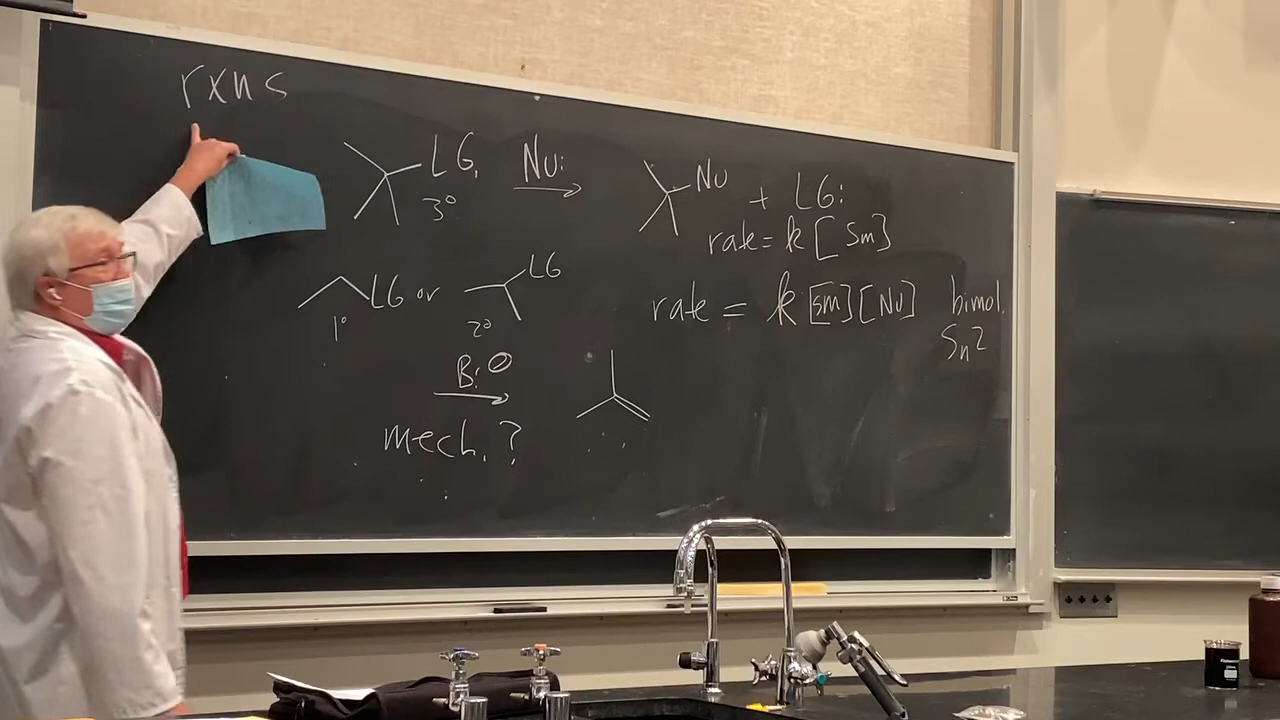 rxns
LG, Nu: Nu + LG:
3°
rate = k [Sm]
LG or LG
1° 2°
rate = k [Sm][Nu] bimol.
Sn2
B:⊖
mech. ?